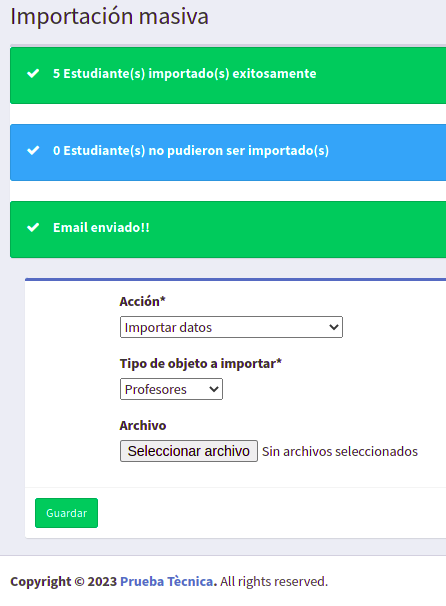 Importación masiva
5 Estudiante(s) importado(s) exitosamente
0 Estudiante(s) no pudieron ser importado(s)
Email enviado!!
Acción*
Importar datos
Tipo de objeto a importar*
Profesores
Archivo
Seleccionar archivo Sin archivos seleccionados
Guardar
Copyright © 2023 Prueba Tècnica. All rights reserved.